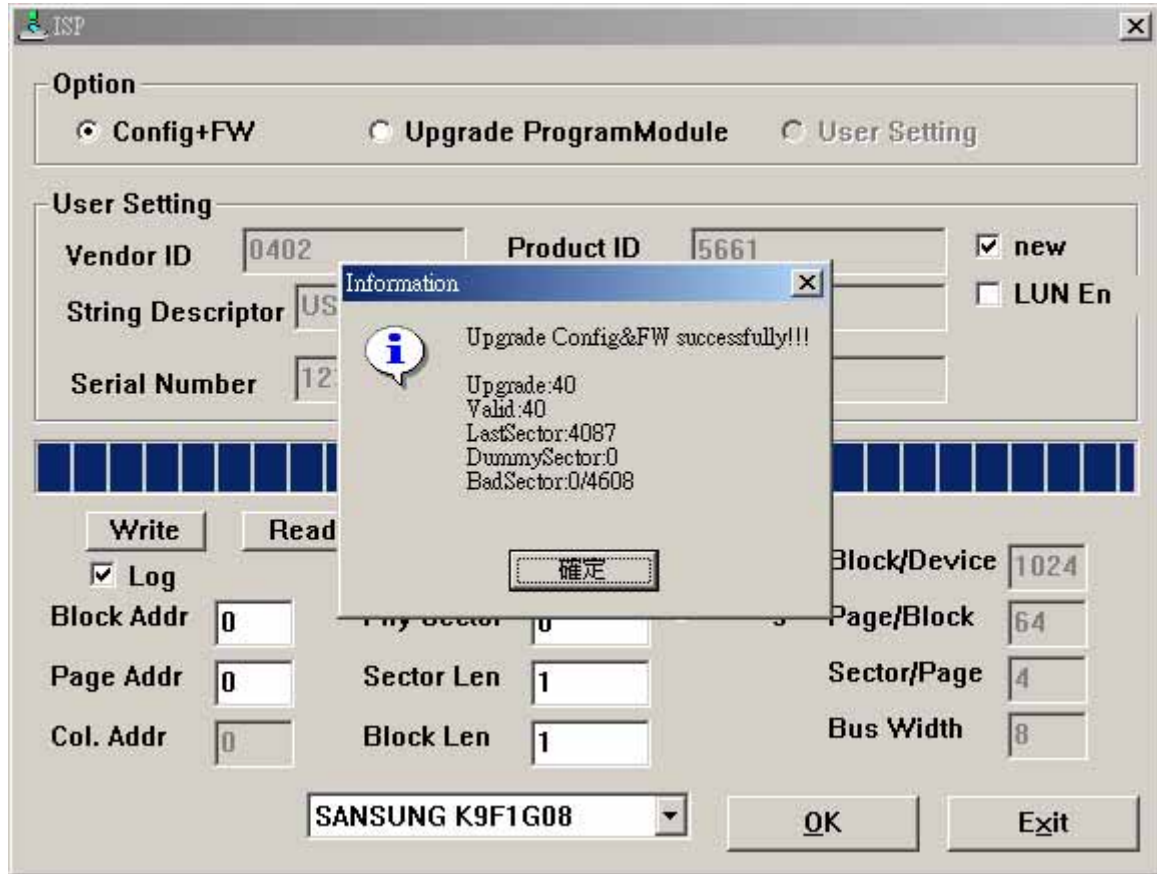 ISP
Option
Config+FW
Upgrade ProgramModule
User Setting
User Setting
Vendor ID
0402
Product ID
5661
new
Information
String Descriptor
US
LUN En
Upgrade Config&FW successfully!!!
Serial Number
12
Upgrade:40
Valid:40
LastSector:4087
DummySector:0
BadSector:0/4608
Write
Read
確定
Log
Block/Device
1024
Block Addr
0
Page/Block
64
Page Addr
0
Sector Len
1
Sector/Page
4
Col. Addr
0
Block Len
1
Bus Width
8
SANSUNG K9F1G08
OK
Exit